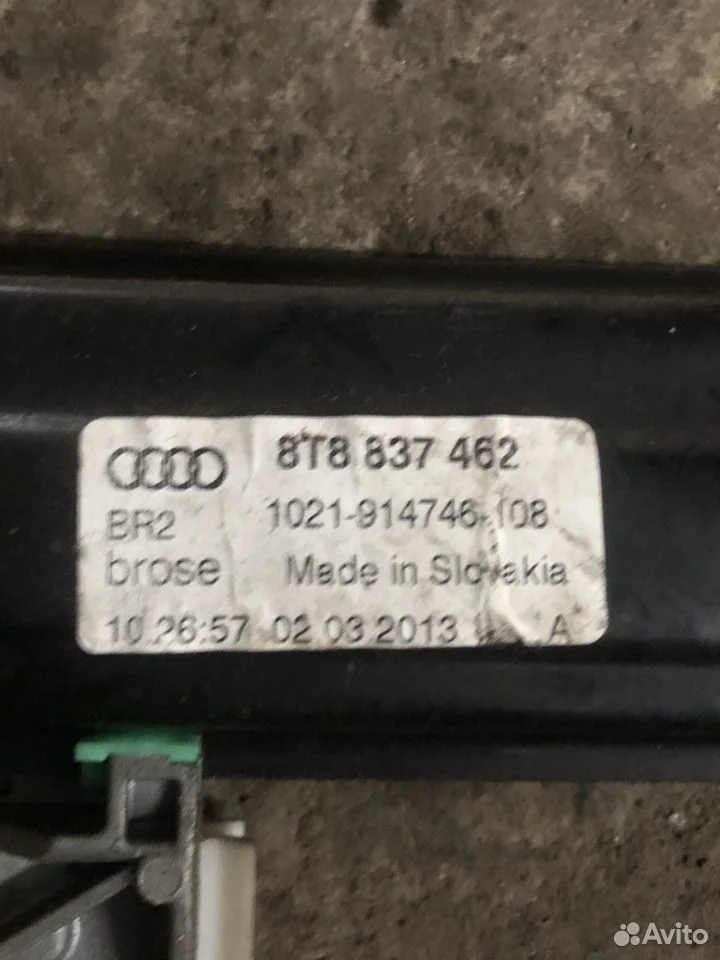 8T8 837 462
BR2 1021-914746-108
brose Made in Slovakia
10:26:57 02.03.2013 A
Avito